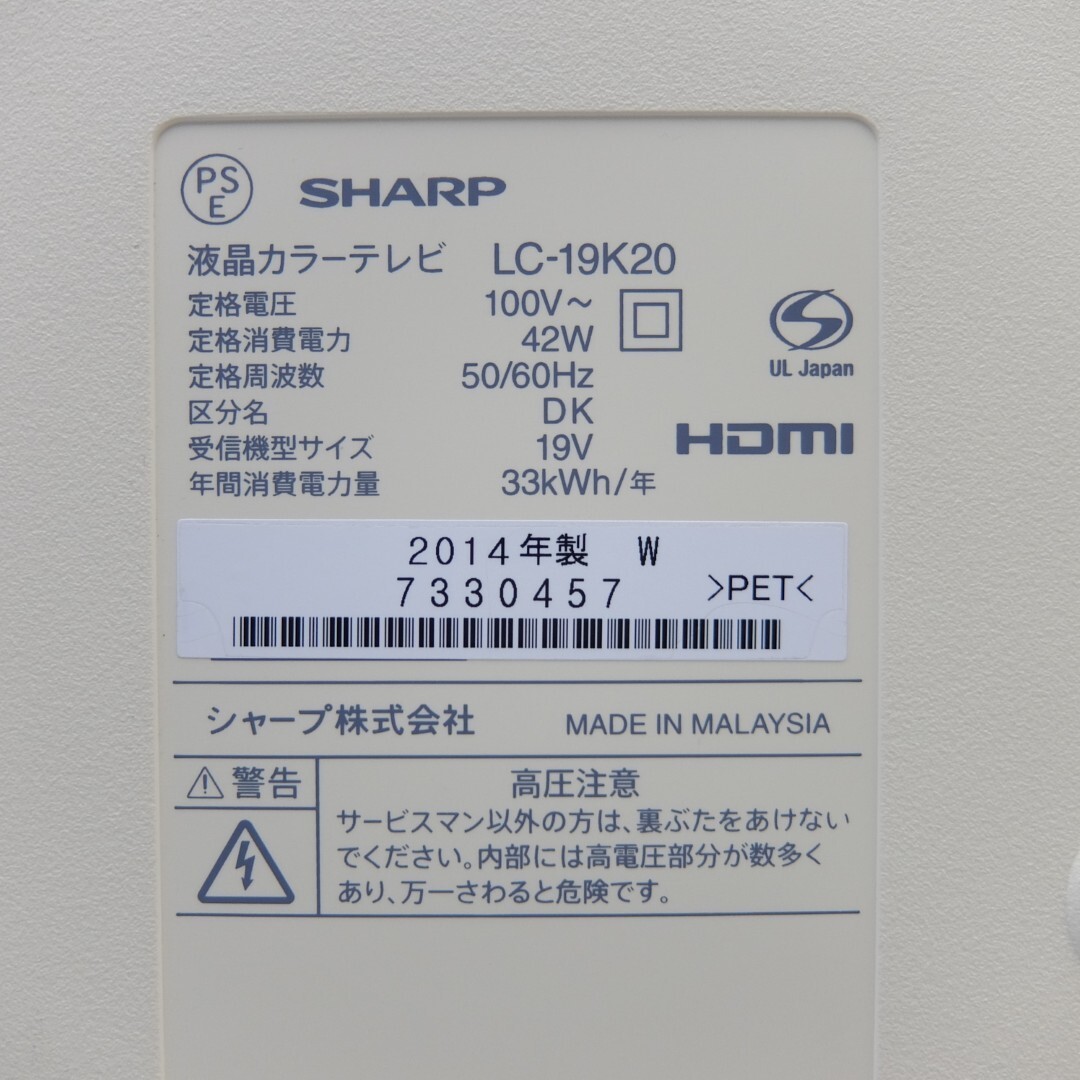 PS
E
SHARP
液晶カラーテレビ LC-19K20
定格電圧 100V～
定格消費電力 42W
定格周波数 50/60Hz
区分名 DK
受信機型サイズ 19V
年間消費電力量 33kWh/年
UL Japan
HDMI
2014年製 W
7330457 >PET<
シャープ株式会社 MADE IN MALAYSIA
警告
高圧注意
サービスマン以外の方は、裏ぶたをあけない
でください。内部には高電圧部分が数多く
あり、万一さわると危険です。